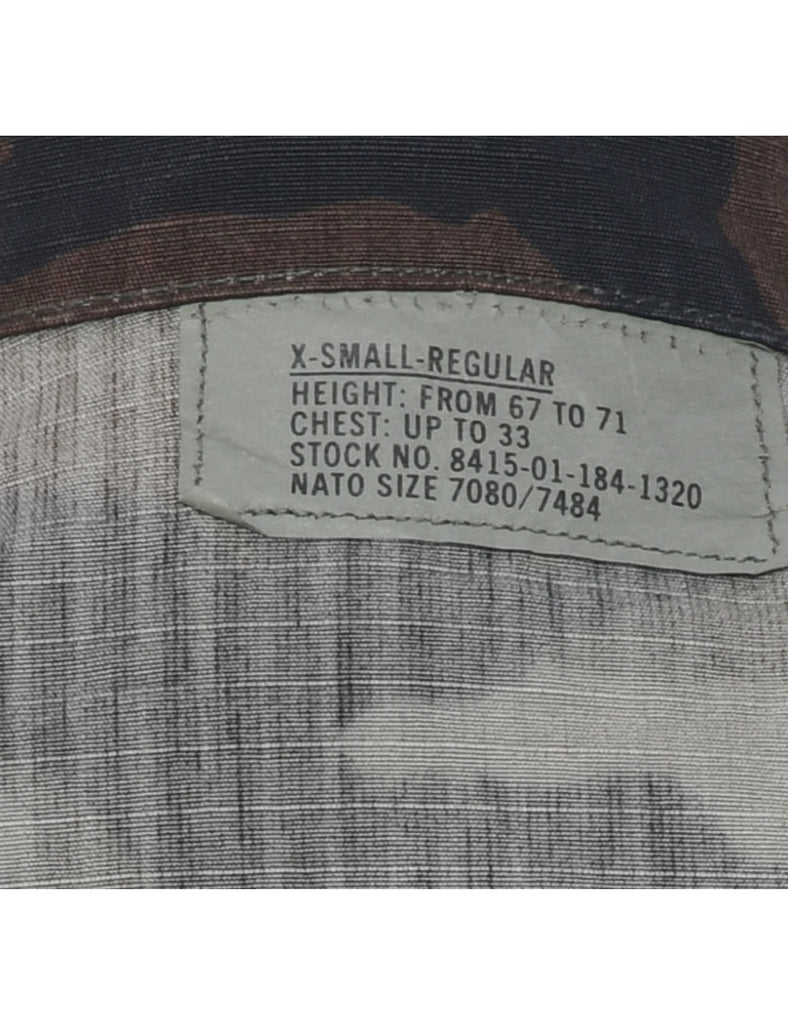 X-SMALL-REGULAR
HEIGHT: FROM 67 TO 71
CHEST: UP TO 33
STOCK NO. 8415-01-184-1320
NATO SIZE 7080/7484